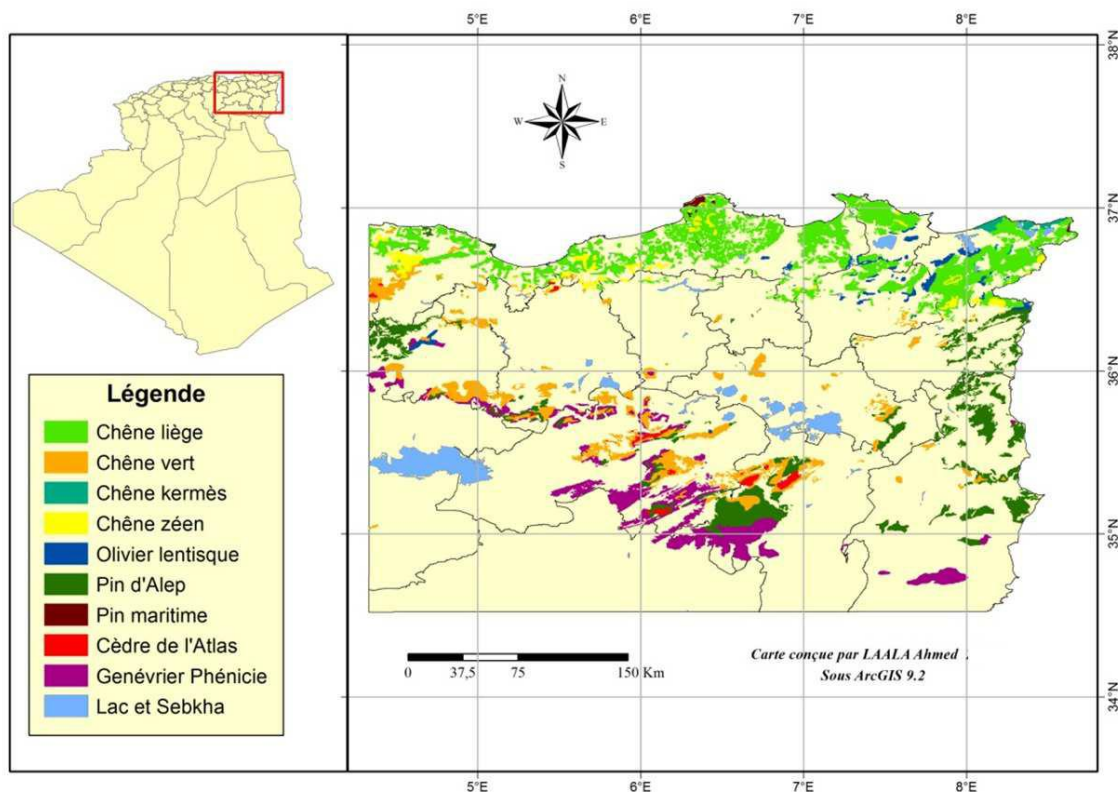 5°E 6°E 7°E 8°E
38°N
37°N
36°N
35°N
34°N
N
W E
S
Légende
Chêne liège
Chêne vert
Chêne kermès
Chêne zéen
Olivier lentisque
Pin d'Alep
Pin maritime
Cèdre de l'Atlas
Genévrier Phénicie
Lac et Sebkha
0 37,5 75 150 Km
Carte conçue par LAALA Ahmed .
Sous ArcGIS 9.2
5°E 6°E 7°E 8°E